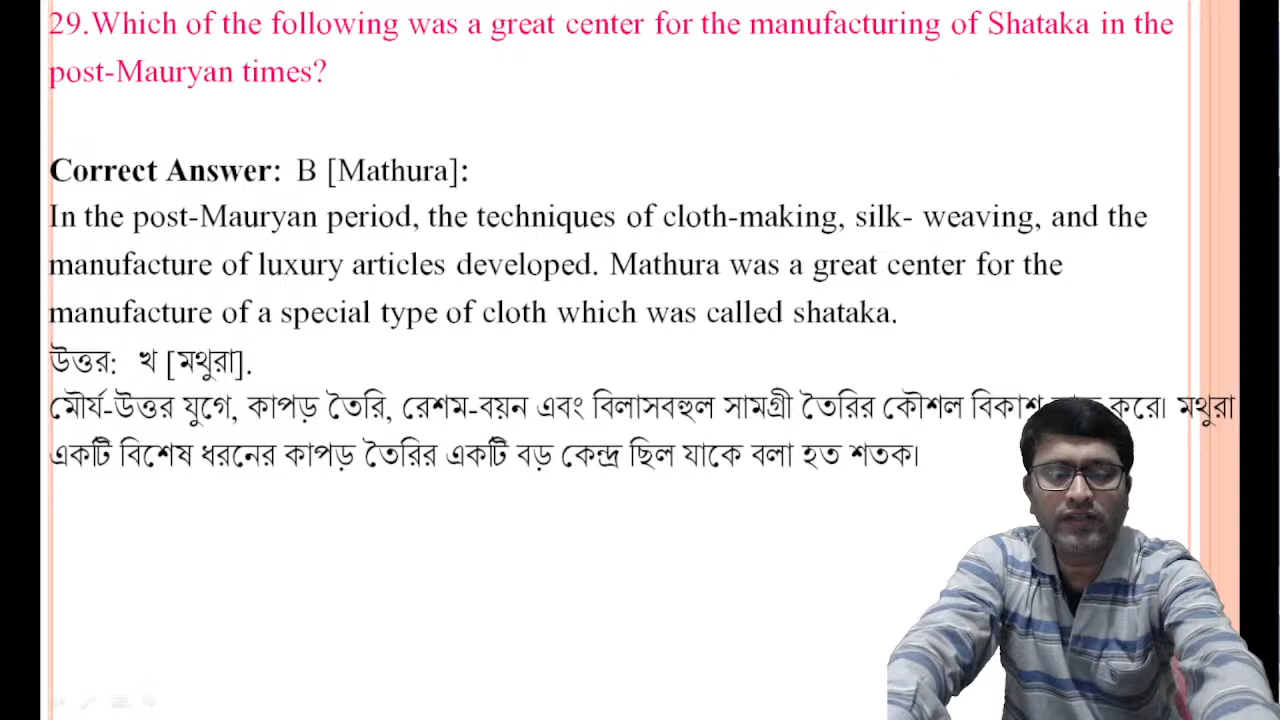 29.Which of the following was a great center for the manufacturing of Shataka in the
post-Mauryan times?
Correct Answer: B [Mathura]:
In the post-Mauryan period, the techniques of cloth-making, silk- weaving, and the
manufacture of luxury articles developed. Mathura was a great center for the
manufacture of a special type of cloth which was called shataka.
উত্তর: খ [মথুরা].
মৌর্য-উত্তর যুগে, কাপড় তৈরি, রেশম-বয়ন এবং বিলাসবহুল সামগ্রী তৈরির কৌশল বিকাশ করে। মথুরা
একটি বিশেষ ধরনের কাপড় তৈরির একটি বড় কেন্দ্র ছিল যাকে বলা হত শতক।